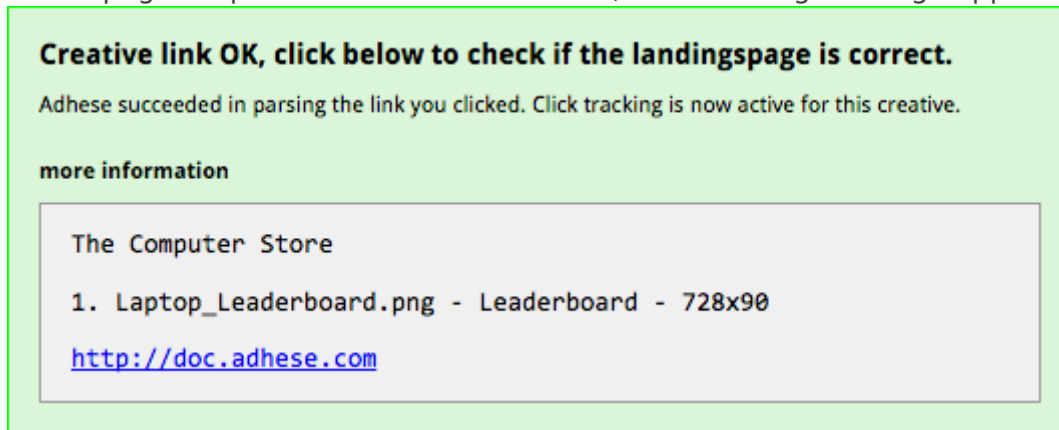 Creative link OK, click below to check if the landingspage is correct.
Adhese succeeded in parsing the link you clicked. Click tracking is now active for this creative.
more information
The Computer Store
1. Laptop_Leaderboard.png - Leaderboard - 728x90
http://doc.adhese.com